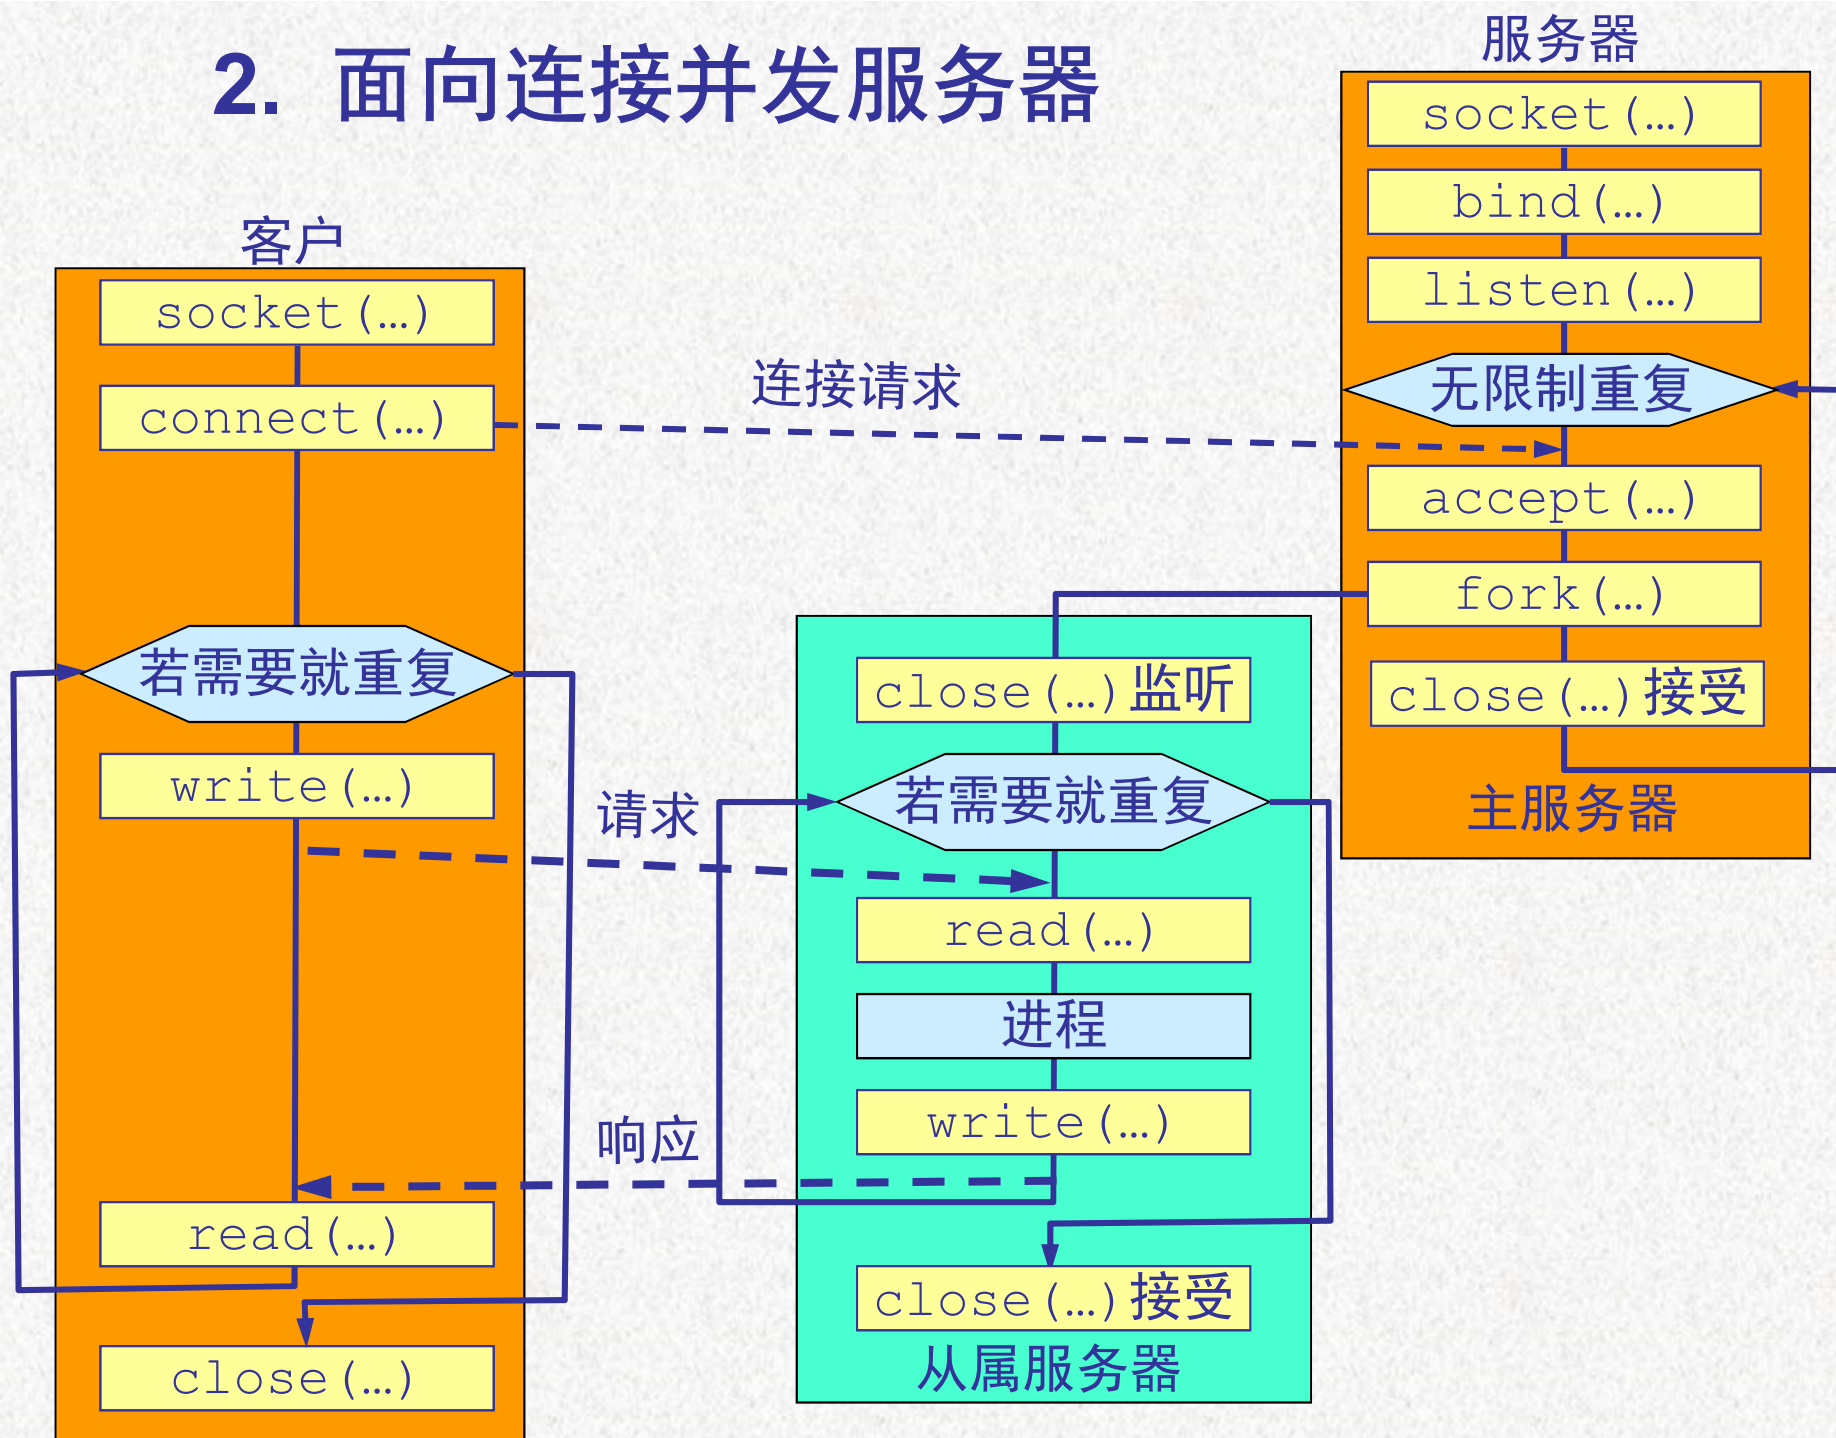 2. 面向连接并发服务器
客户
socket(…)
connect(…)
若需要就重复
write(…)
read(…)
close(…)
连接请求
请求
响应
close(…)监听
若需要就重复
read(…)
进程
write(…)
close(…)接受
从属服务器
服务器
socket(…)
bind(…)
listen(…)
无限制重复
accept(…)
fork(…)
close(…)接受
主服务器